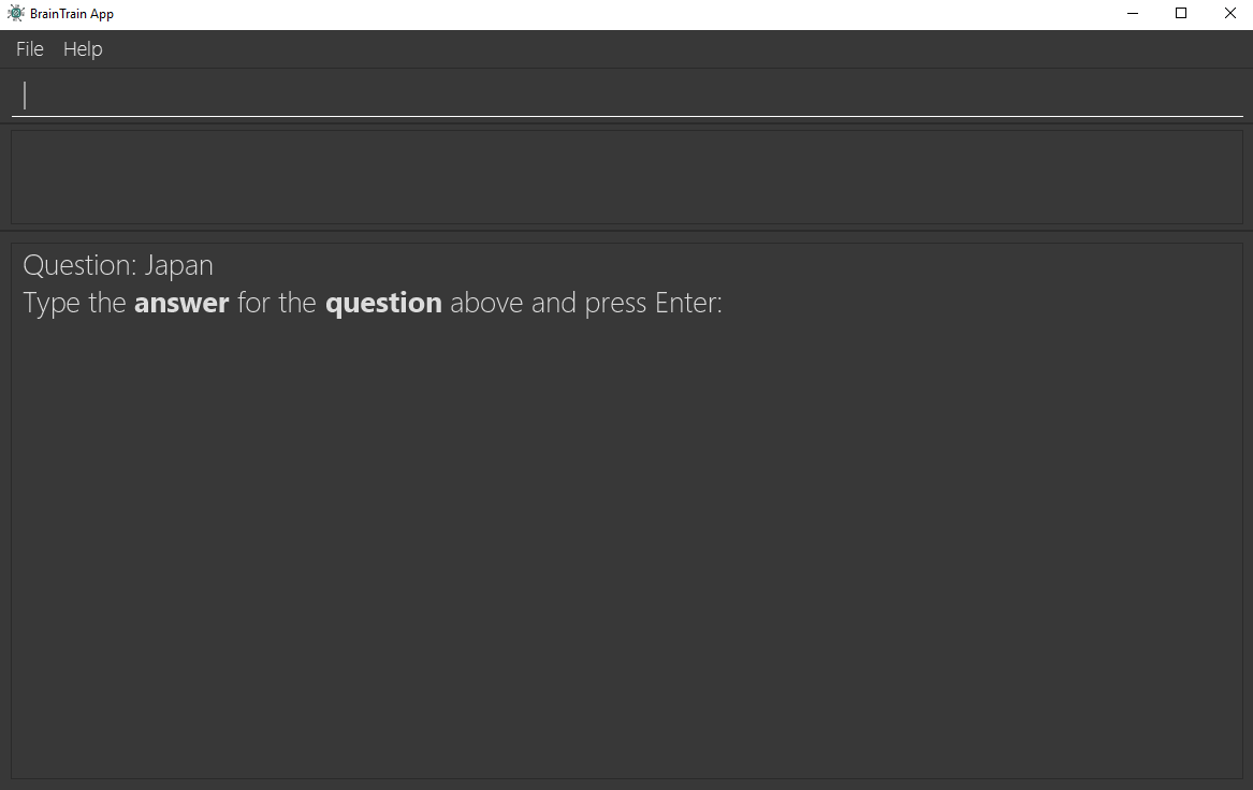 BrainTrain App
File Help
Question: Japan
Type the answer for the question above and press Enter: